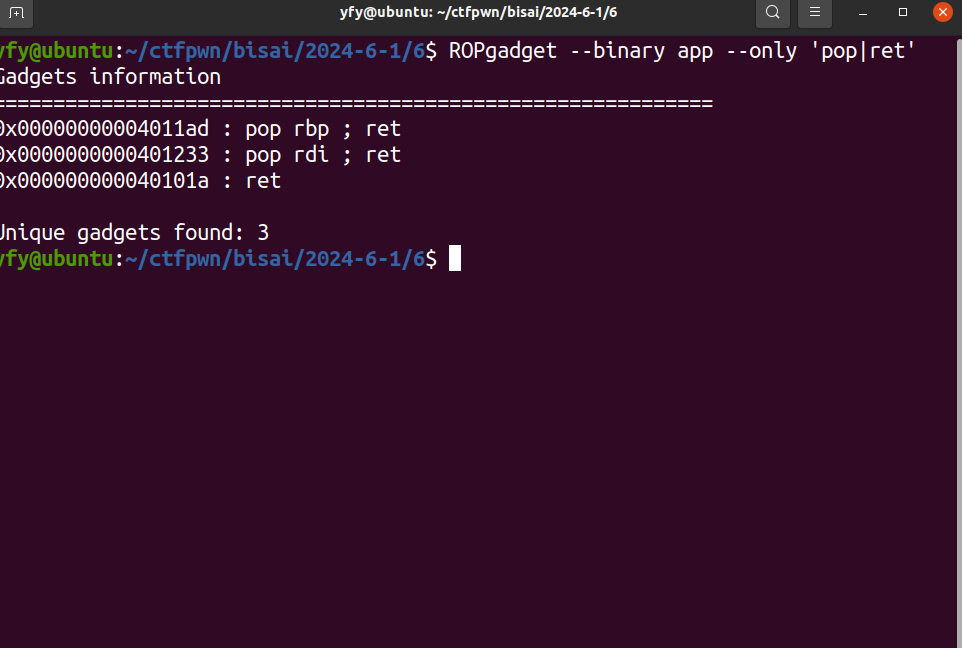 yfy@ubuntu: ~/ctfpwn/bisai/2024-6-1/6
yfy@ubuntu:~/ctfpwn/bisai/2024-6-1/6$ ROPgadget --binary app --only 'pop|ret'
Gadgets information
============================================================
0x00000000004011ad : pop rbp ; ret
0x0000000000401233 : pop rdi ; ret
0x000000000040101a : ret
Unique gadgets found: 3
yfy@ubuntu:~/ctfpwn/bisai/2024-6-1/6$